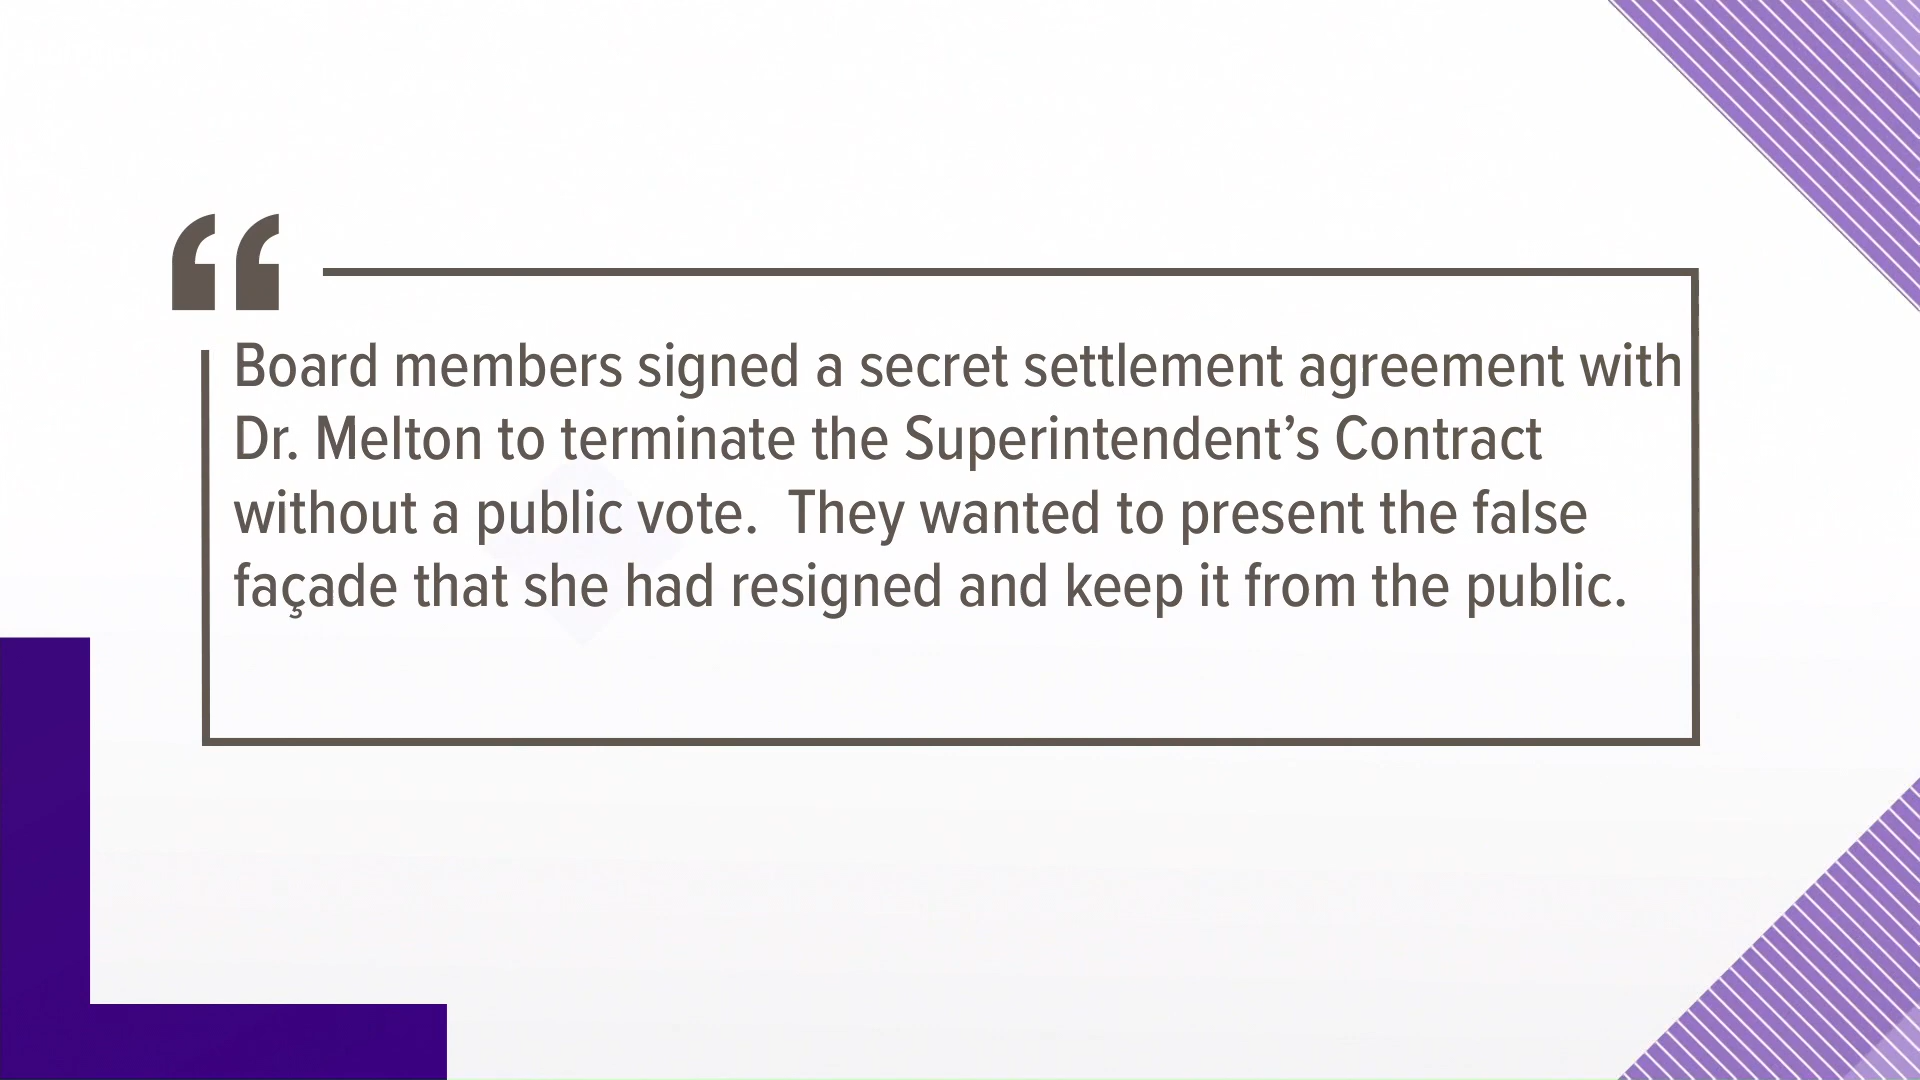 “
Board members signed a secret settlement agreement with
Dr. Melton to terminate the Superintendent’s Contract
without a public vote.  They wanted to present the false
façade that she had resigned and keep it from the public.